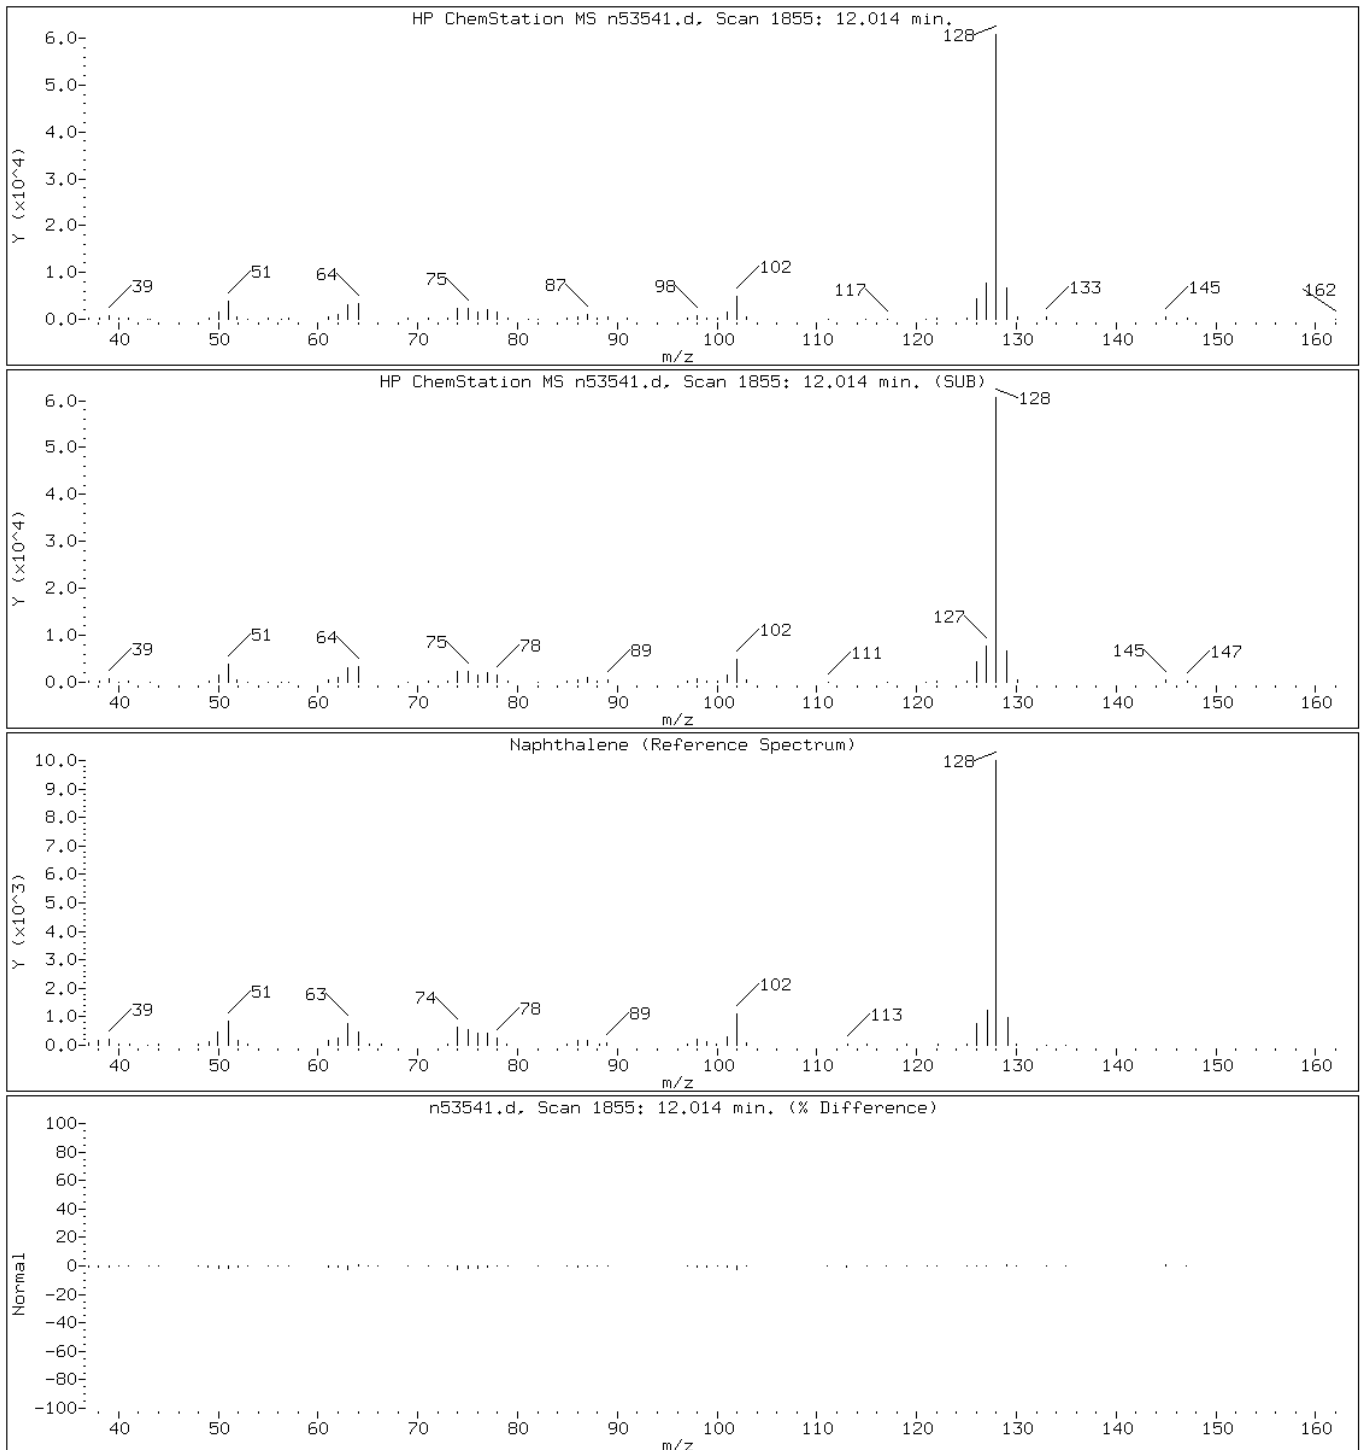 HP ChemStation MS n53541.d, Scan 1855: 12.014 min.
128
6.0
5.0
4.0
3.0
2.0
1.0
0.0
Y (x10^4)
39 51 64 75 87 98 102 117 133 145 162
40 50 60 70 80 90 100 110 120 130 140 150 160
m/z
HP ChemStation MS n53541.d, Scan 1855: 12.014 min. (SUB)
128
6.0
5.0
4.0
3.0
2.0
1.0
0.0
Y (x10^4)
39 51 64 75 78 89 102 111 127 145 147
40 50 60 70 80 90 100 110 120 130 140 150 160
m/z
Naphthalene (Reference Spectrum)
128
10.0
9.0
8.0
7.0
6.0
5.0
4.0
3.0
2.0
1.0
0.0
Y (x10^3)
39 51 63 74 78 89 102 113
40 50 60 70 80 90 100 110 120 130 140 150 160
m/z
n53541.d, Scan 1855: 12.014 min. (% Difference)
100
80
60
40
20
0
-20
-40
-60
-80
-100
Normal
40 50 60 70 80 90 100 110 120 130 140 150 160
m/z